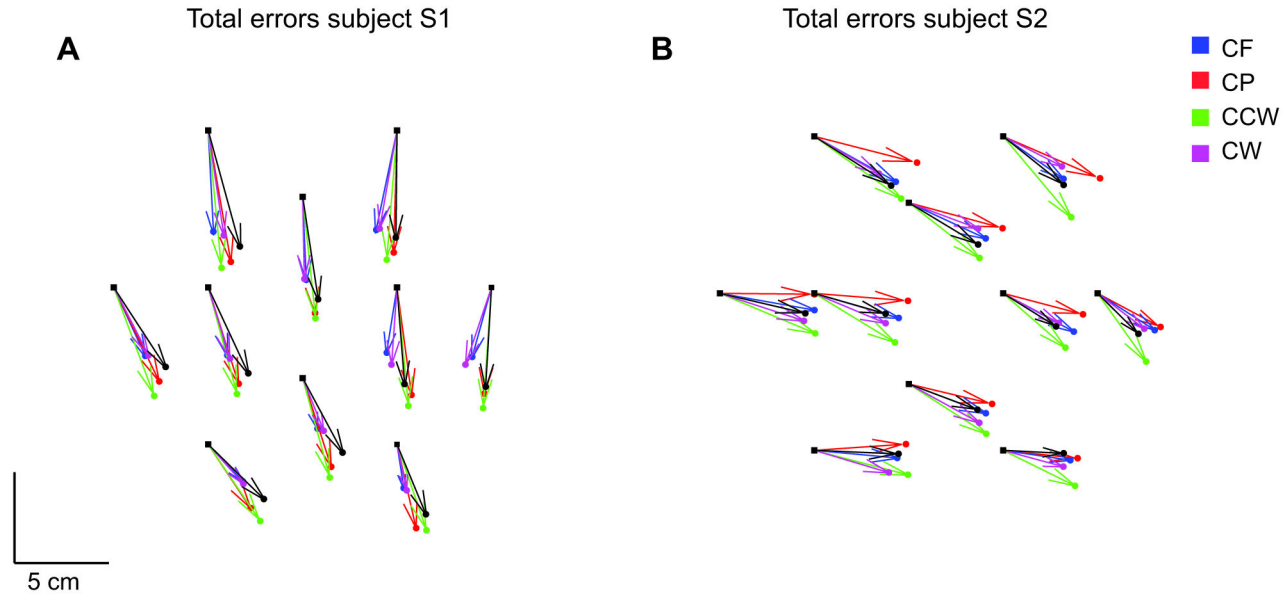 Total errors subject S1
Total errors subject S2
A
B
CF
CP
CCW
CW
5 cm